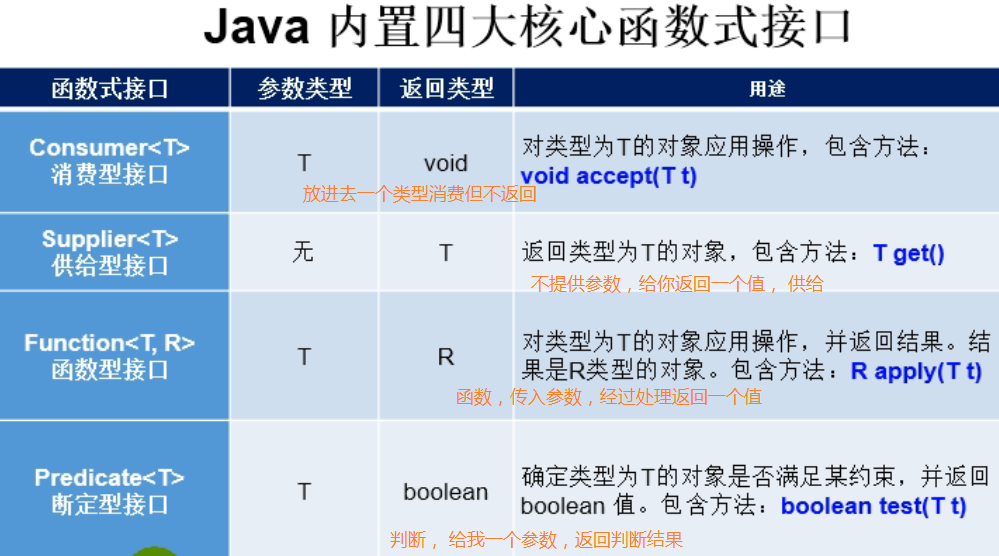 Java 内置四大核心函数式接口
函数式接口 参数类型 返回类型 用途
Consumer<T>
消费型接口
T
void
对类型为T的对象应用操作，包含方法：
void accept(T t)
放进去一个类型消费但不返回
Supplier<T>
供给型接口
无
T
返回类型为T的对象，包含方法：T get()
不提供参数，给你返回一个值， 供给
Function<T, R>
函数型接口
T
R
对类型为T的对象应用操作，并返回结果。结
果是R类型的对象。包含方法：R apply(T t)
函数，传入参数，经过处理返回一个值
Predicate<T>
断定型接口
T
boolean
确定类型为T的对象是否满足某约束，并返回
boolean 值。包含方法：boolean test(T t)
判断， 给我一个参数，返回判断结果